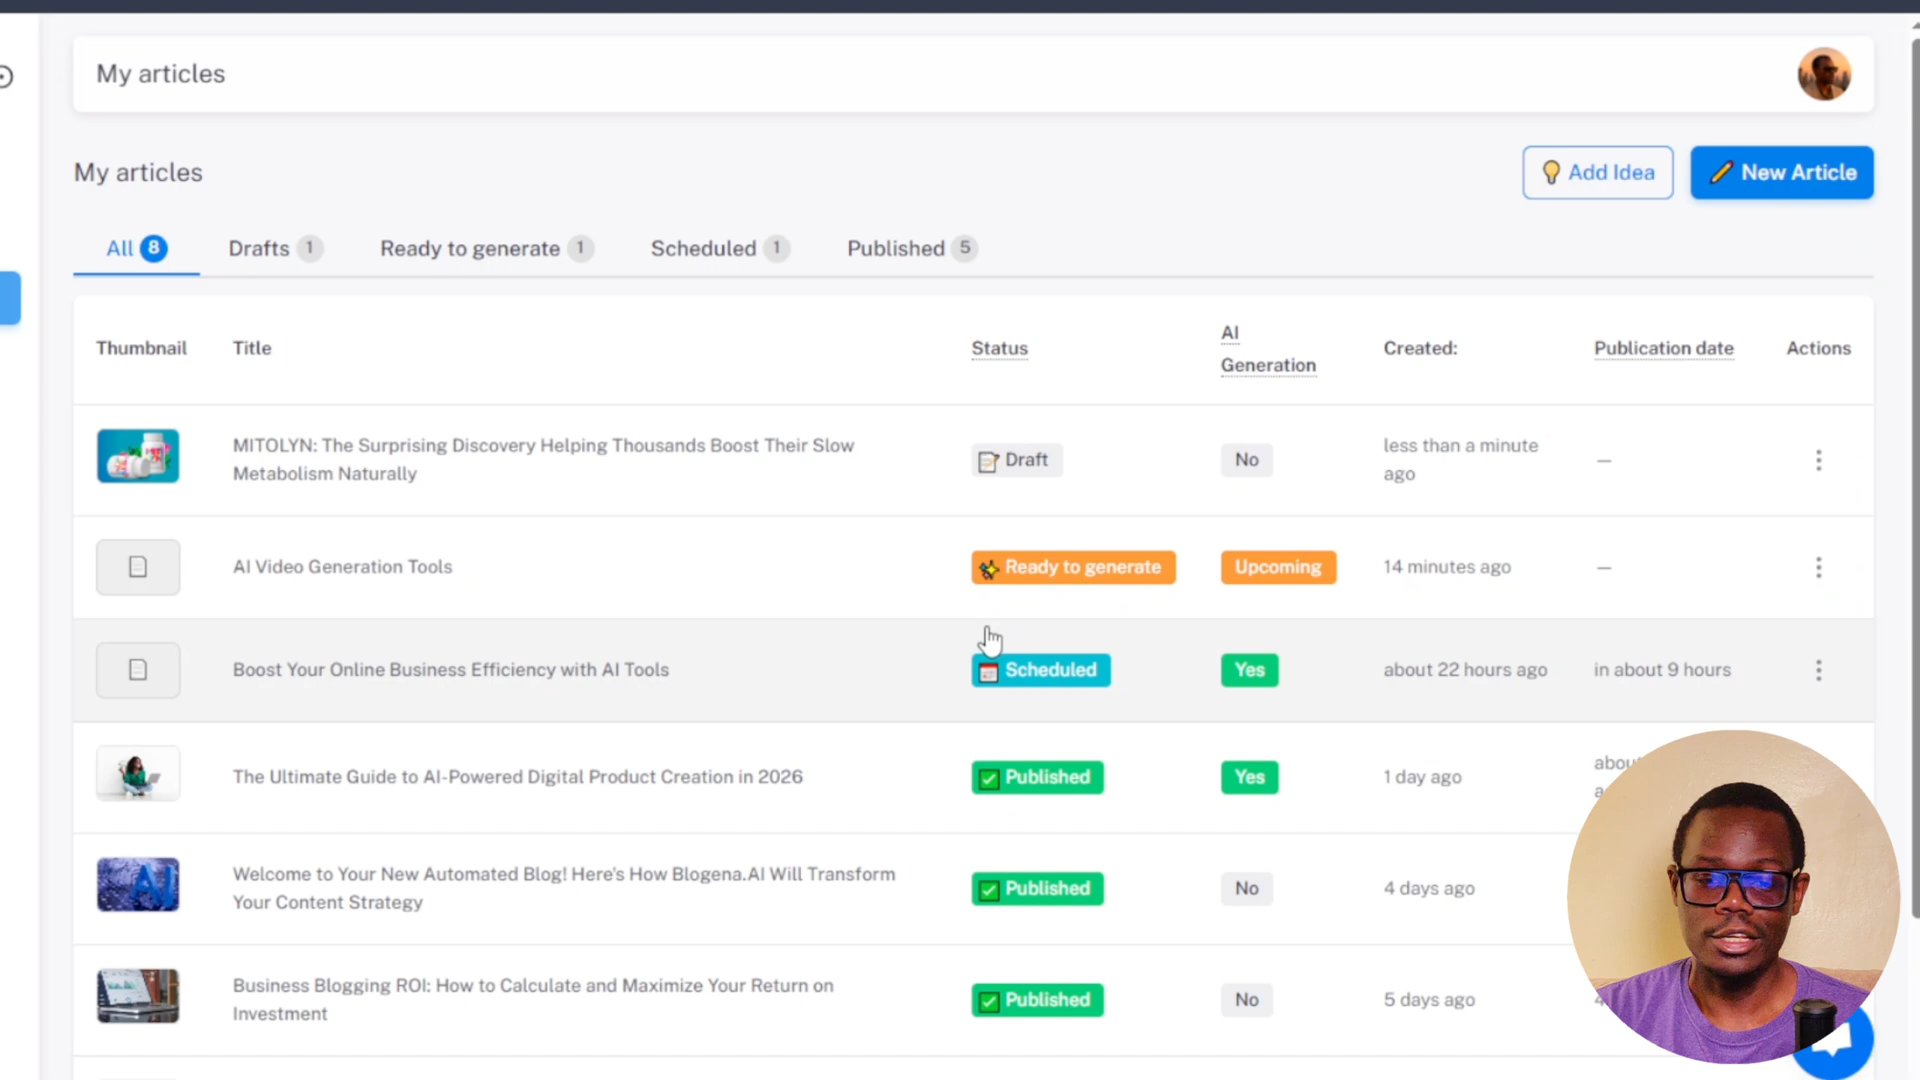 My articles
My articles
Add Idea
New Article
All 8
Drafts 1
Ready to generate 1
Scheduled 1
Published 5
Thumbnail
Title
Status
AI
Generation
Created:
Publication date
Actions
MITOLYN: The Surprising Discovery Helping Thousands Boost Their Slow
Metabolism Naturally
Draft
No
less than a minute
ago
—
AI Video Generation Tools
Ready to generate
Upcoming
14 minutes ago
—
Boost Your Online Business Efficiency with AI Tools
Scheduled
Yes
about 22 hours ago
in about 9 hours
The Ultimate Guide to AI-Powered Digital Product Creation in 2026
Published
Yes
1 day ago
Welcome to Your New Automated Blog! Here's How Blogena.AI Will Transform
Your Content Strategy
Published
No
4 days ago
Business Blogging ROI: How to Calculate and Maximize Your Return on
Investment
Published
No
5 days ago